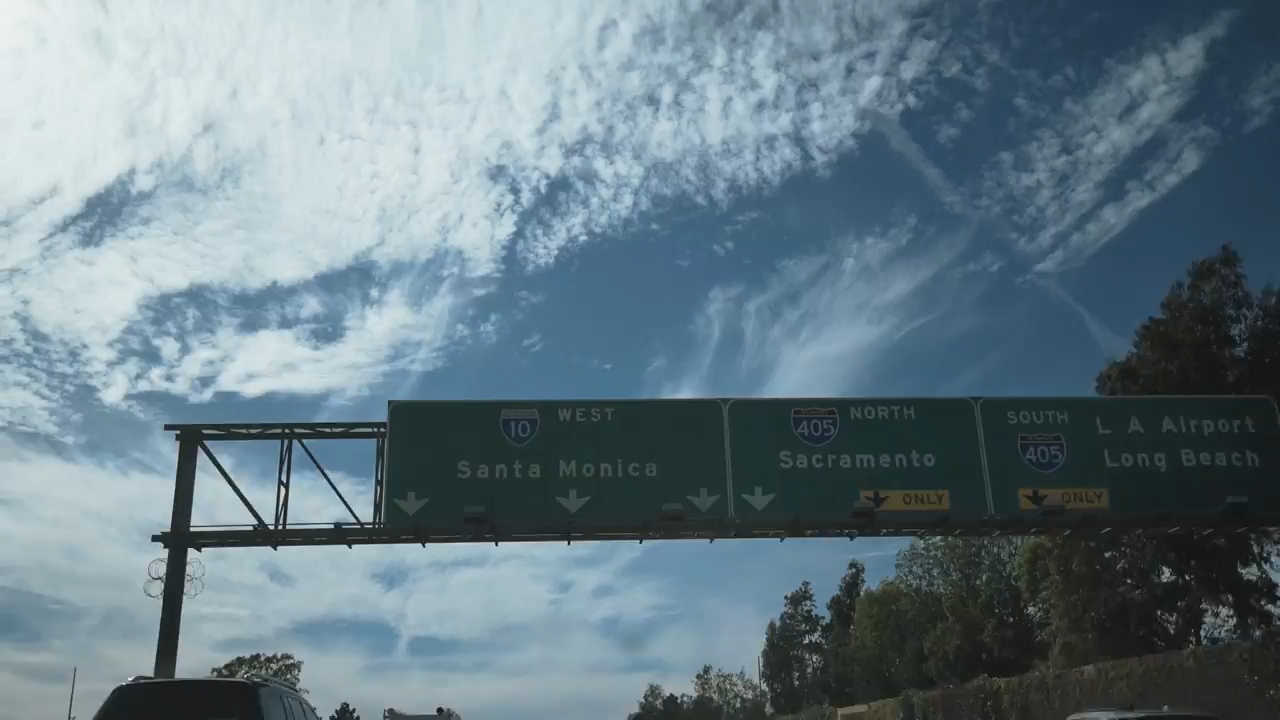 10 WEST
Santa Monica
405 NORTH
Sacramento
ONLY
SOUTH
405
L A Airport
Long Beach
ONLY